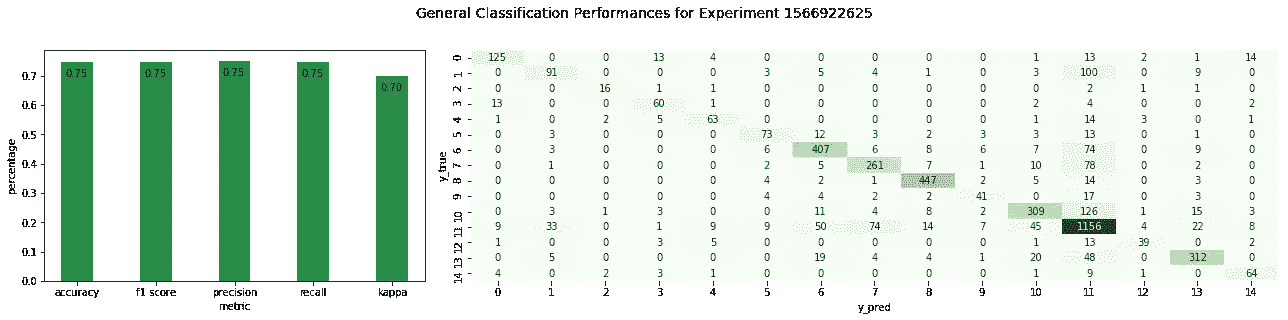 General Classification Performances for Experiment 1566922625
percentage
0.7
0.6
0.5
0.4
0.3
0.2
0.1
0.0
0.75 0.75 0.75 0.75 0.70
accuracy f1 score precision recall kappa
metric
y_true
0 125 0 0 13 4 0 0 0 0 0 1 13 2 1 14
1 0 91 0 0 0 3 5 4 1 0 3 100 0 9 0
2 0 0 16 1 1 0 0 0 0 0 0 2 1 1 0
3 13 0 0 60 1 0 0 0 0 0 2 4 0 0 2
4 1 0 2 5 63 0 0 0 0 0 1 14 3 0 1
5 0 3 0 0 0 73 12 3 2 3 3 13 0 1 0
6 0 3 0 0 0 6 407 6 8 6 7 74 0 9 0
7 0 1 0 0 0 2 5 261 7 1 10 78 0 2 0
8 0 0 0 0 0 4 2 1 447 2 5 14 0 3 0
9 0 0 0 0 0 4 4 2 2 41 0 17 0 3 0
10 0 3 1 3 0 0 11 4 8 2 309 126 1 15 3
11 9 33 0 1 9 9 50 74 14 7 45 1156 4 22 8
12 1 0 0 3 5 0 0 0 0 0 1 13 39 0 2
13 0 5 0 0 0 0 19 4 4 1 20 48 0 312 0
14 4 0 2 3 1 0 0 0 0 0 1 9 1 0 64
0 1 2 3 4 5 6 7 8 9 10 11 12 13 14
y_pred